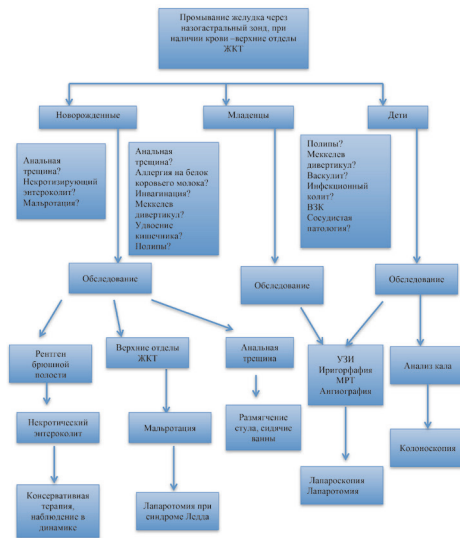 Промывание желудка через
назогастральный зонд, при
наличии крови –верхние отделы
ЖКТ
Новорожденные
Младенцы
Дети
Анальная
трещина?
Некротизирующий
энтероколит?
Мальротация?
Анальная
трещина?
Аллергия на белок
коровьего молока?
Инвагинация?
Меккелев
дивертикул?
Удвоение
кишечника?
Полипы?
Полипы?
Меккелев
дивертикул?
Васкулит?
Инфекционный
колит?
ВЗК
Сосудистая
патология?
Обследование
Обследование
Обследование
Рентген
брюшной
полости
Верхние отделы
ЖКТ
Анальная
трещина
УЗИ
Ириторфафия
МРТ
Ангиография
Анализ кала
Некротический
энтероколит
Мальротация
Размягчение
стула, сидячие
ванны
Колоноскопия
Лапароскопия
Лапаротомия
Консервативная
терапия,
наблюдение в
динамике
Лапаротомия при
синдроме Ледда